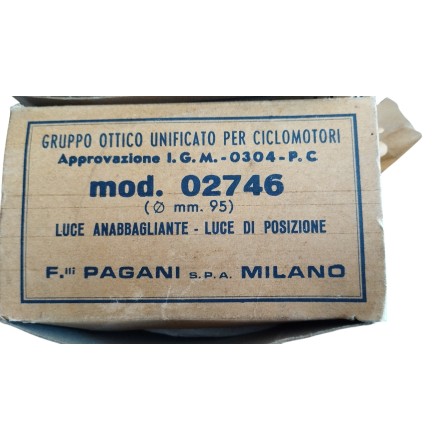 GRUPPO OTTICO UNIFICATO PER CICLOMOTORI
Approvazione I.G.M.-0304-P.C
mod. 02746
(Ø mm. 95)
LUCE ANABBAGLIANTE - LUCE DI POSIZIONE
F.lli PAGANI S.P.A. MILANO